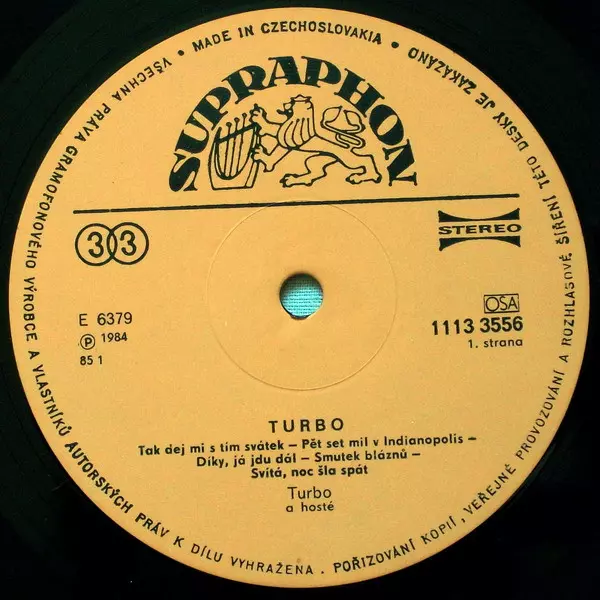 VŠECHNA PRÁVA GRAMOFONOVÉHO VÝROBCE A VLASTNÍKŮ AUTORSKÝCH PRÁV K DÍLU VYHRAŽENA . POŘIZOVÁNÍ KOPIÍ, VEŘEJNÉ PROVOZOVÁNÍ A ROZHLASOVÉ ŠÍŘENÍ TÉTO DESKY JE ZAKÁZÁNO • MADE IN CZECHOSLOVAKIA •
SUPRAPHON
33
STEREO
E 6379
Ⓟ 1984
85 1
OSA
1113 3556
1. strana
TURBO
Tak dej mi s tím svátek – Pět set mil v Indianopolis –
Díky, já jdu dál – Smutek bláznů –
Svítá, noc šla spát
Turbo
a hosté